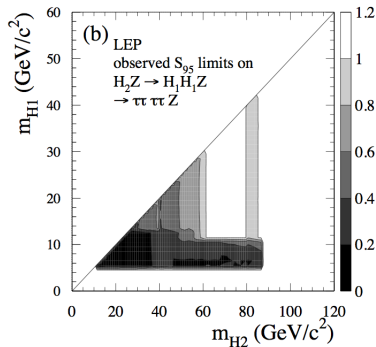 (b)
LEP
observed S95 limits on
H2Z → H1H1Z
→ ττ ττ Z
mH1 (GeV/c²)
60
50
40
30
20
10
0
0 20 40 60 80 100 120
mH2 (GeV/c²)
1.2
1
0.8
0.6
0.4
0.2
0